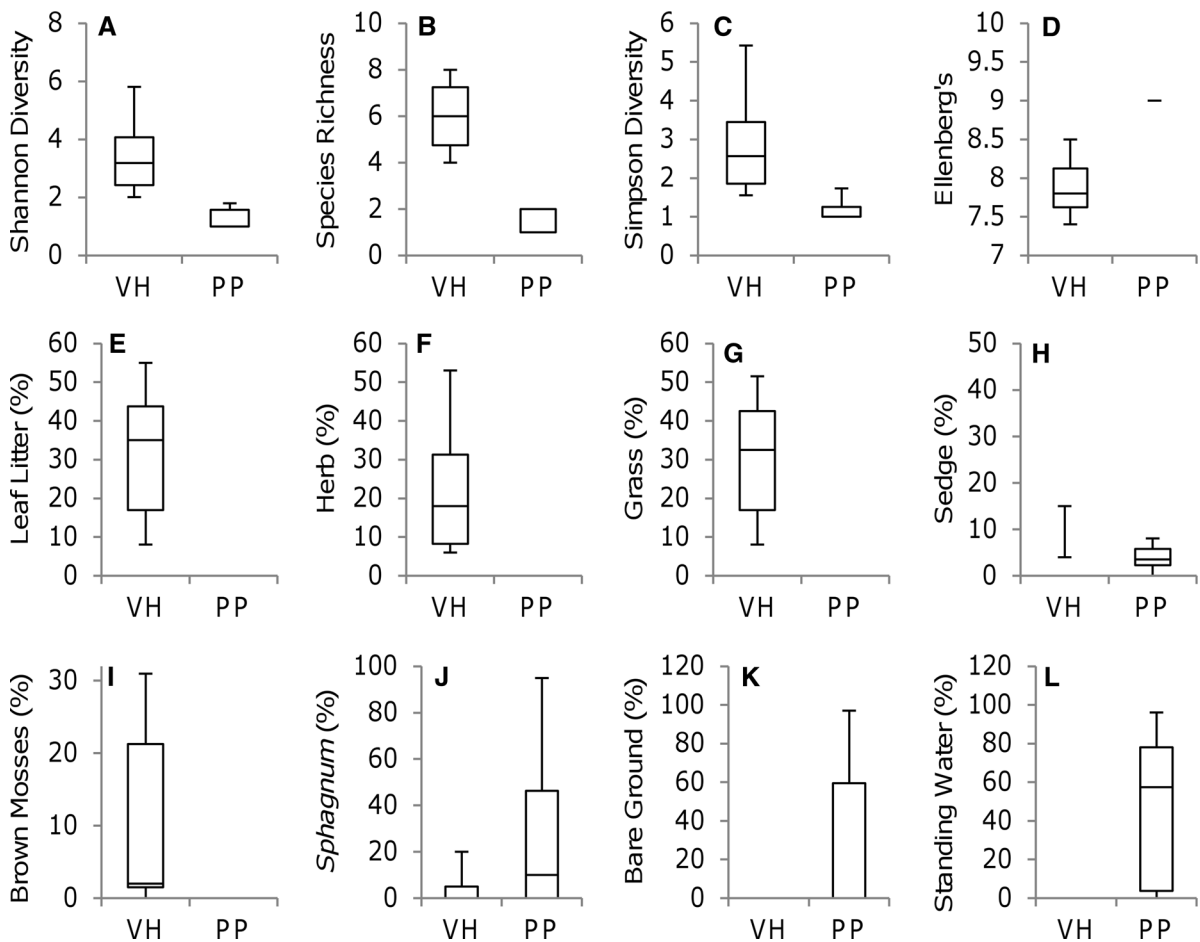 A
Shannon Diversity
8
6
4
2
0
VH PP
B
Species Richness
10
8
6
4
2
0
VH PP
C
Simpson Diversity
6
5
4
3
2
1
0
VH PP
D
Ellenberg's
10
9.5
9
8.5
8
7.5
7
VH PP
E
Leaf Litter (%)
60
50
40
30
20
10
0
VH PP
F
Herb (%)
60
50
40
30
20
10
0
VH PP
G
Grass (%)
60
50
40
30
20
10
0
VH PP
H
Sedge (%)
50
40
30
20
10
0
VH PP
I
Brown Mosses (%)
30
20
10
0
VH PP
J
Sphagnum (%)
100
80
60
40
20
0
VH PP
K
Bare Ground (%)
120
100
80
60
40
20
0
VH PP
L
Standing Water (%)
120
100
80
60
40
20
0
VH PP